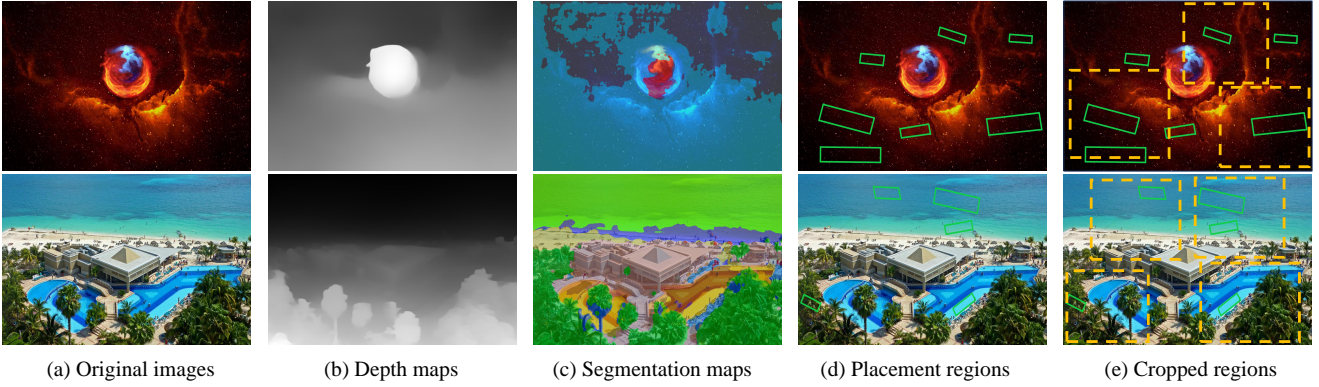 (a) Original images
(b) Depth maps
(c) Segmentation maps
(d) Placement regions
(e) Cropped regions